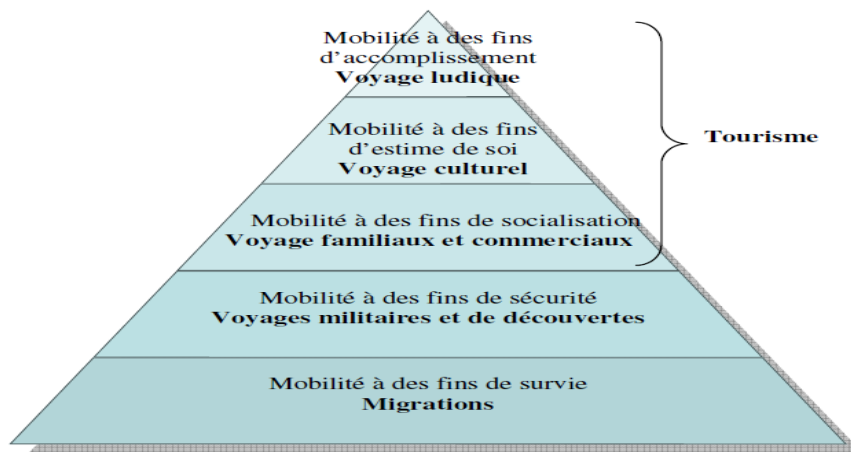 Mobilité à des fins
d'accomplissement
Voyage ludique
Mobilité à des fins
d'estime de soi
Voyage culturel
Tourisme
Mobilité à des fins de socialisation
Voyage familiaux et commerciaux
Mobilité à des fins de sécurité
Voyages militaires et de découvertes
Mobilité à des fins de survie
Migrations